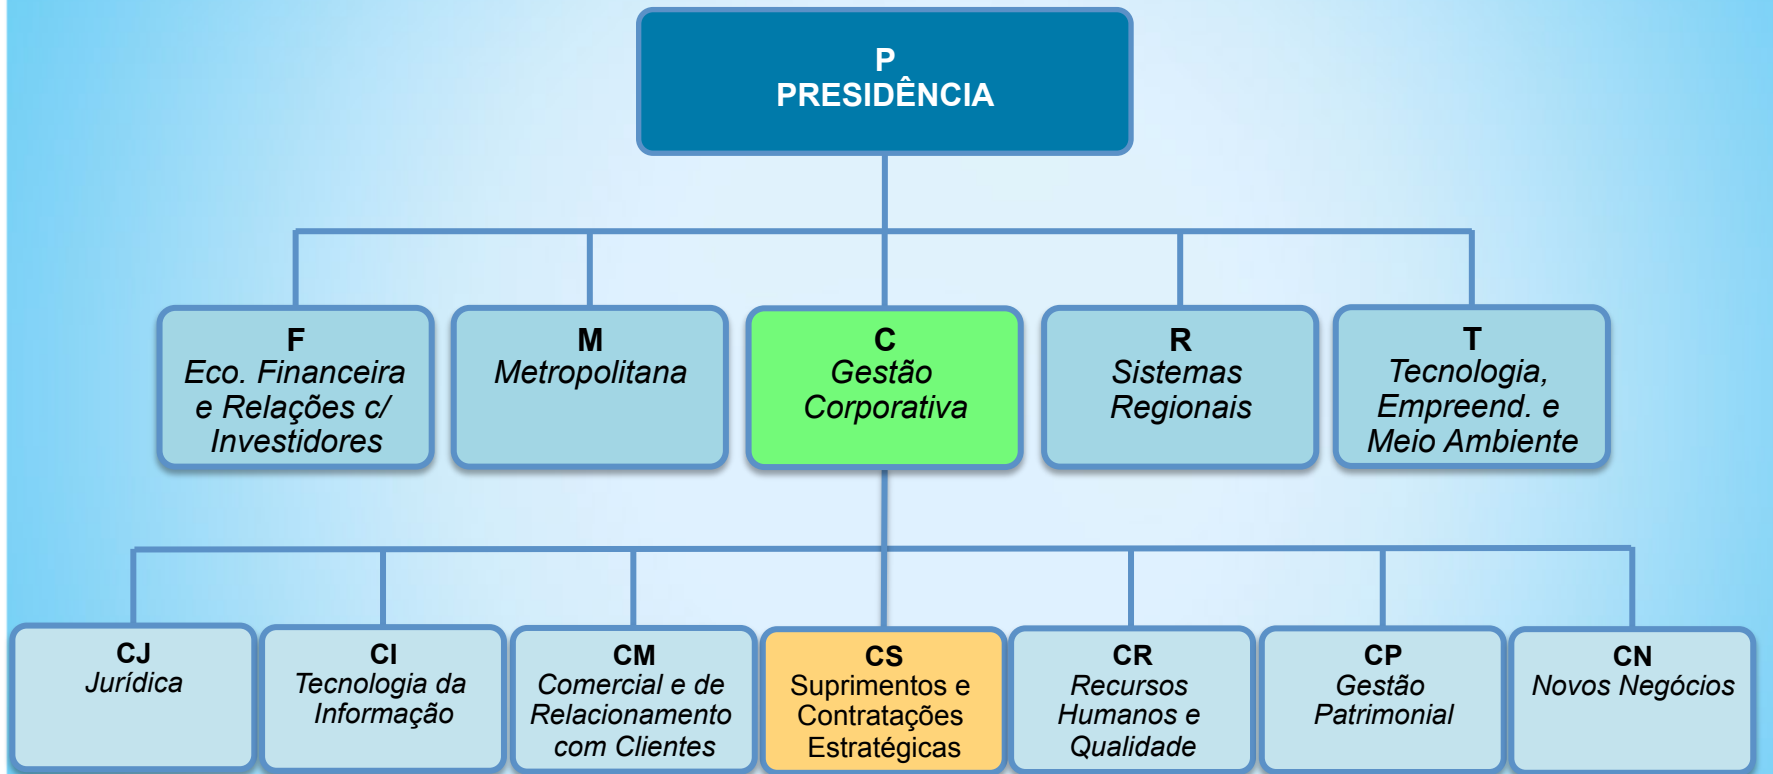 P
PRESIDÊNCIA
F
Eco. Financeira
e Relações c/
Investidores
M
Metropolitana
C
Gestão
Corporativa
R
Sistemas
Regionais
T
Tecnologia,
Empreend. e
Meio Ambiente
CJ
Jurídica
CI
Tecnologia da
Informação
CM
Comercial e de
Relacionamento
com Clientes
CS
Suprimentos e
Contratações
Estratégicas
CR
Recursos
Humanos e
Qualidade
CP
Gestão
Patrimonial
CN
Novos Negócios